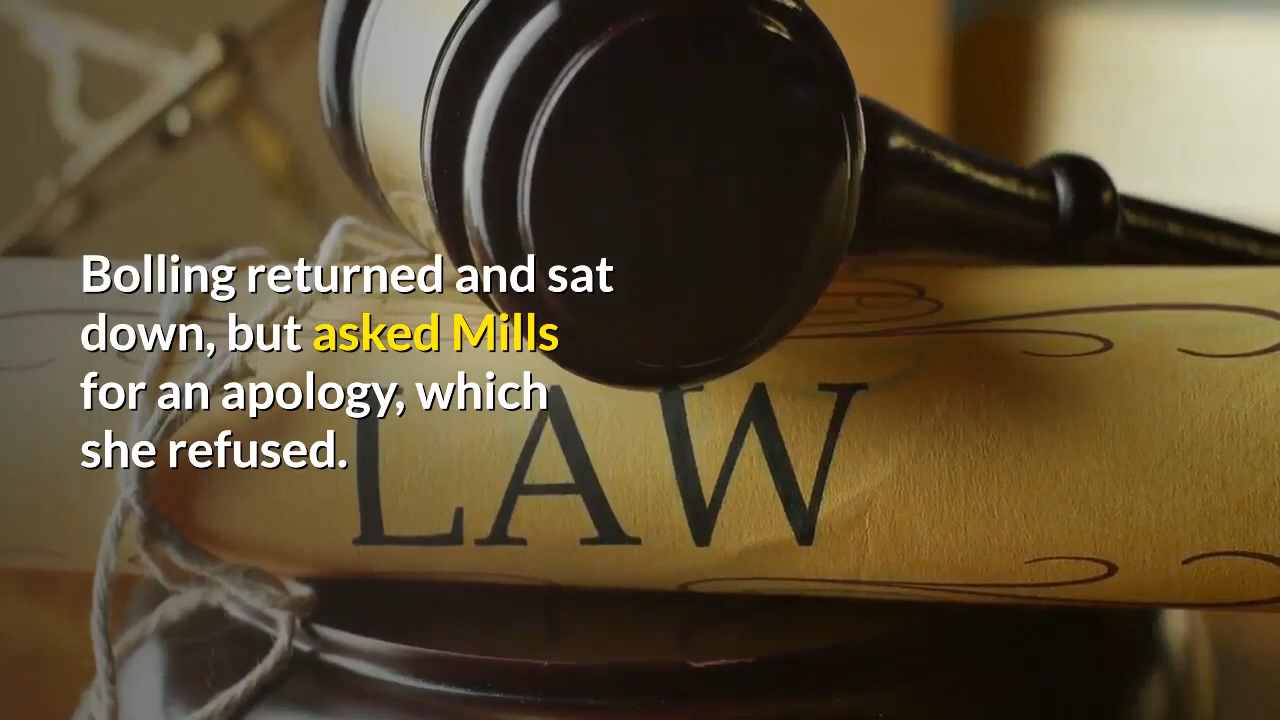 Bolling returned and sat
down, but asked Mills
for an apology, which
she refused.
LAW